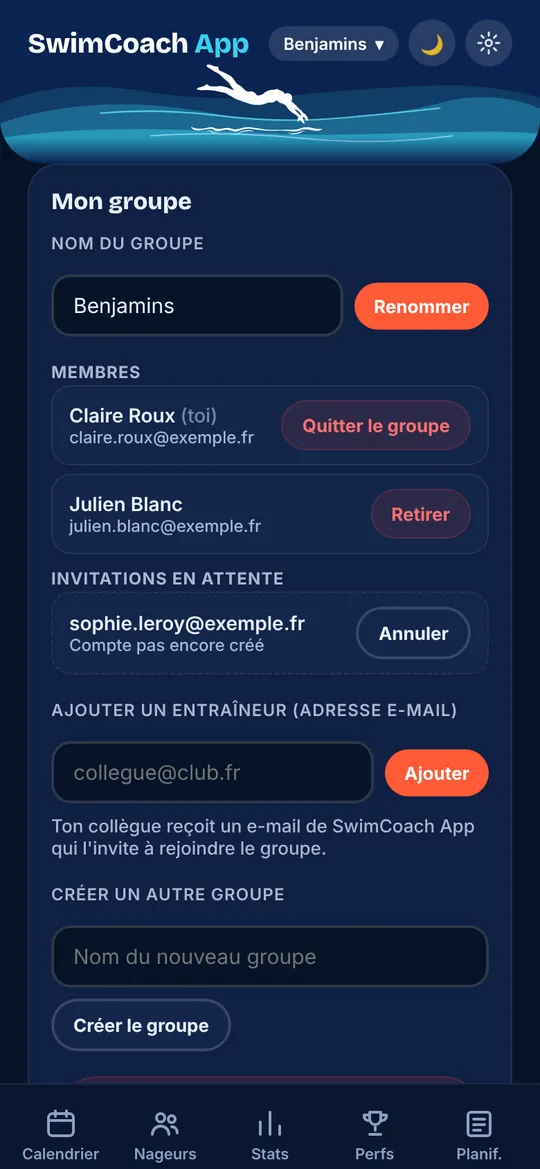 SwimCoach App
Benjamins ▾
Mon groupe
NOM DU GROUPE
Benjamins
Renommer
MEMBRES
Claire Roux (toi)
claire.roux@exemple.fr
Quitter le groupe
Julien Blanc
julien.blanc@exemple.fr
Retirer
INVITATIONS EN ATTENTE
sophie.leroy@exemple.fr
Compte pas encore créé
Annuler
AJOUTER UN ENTRAÎNEUR (ADRESSE E-MAIL)
collegue@club.fr
Ajouter
Ton collègue reçoit un e-mail de SwimCoach App
qui l'invite à rejoindre le groupe.
CRÉER UN AUTRE GROUPE
Nom du nouveau groupe
Créer le groupe
Calendrier
Nageurs
Stats
Perfs
Planif.